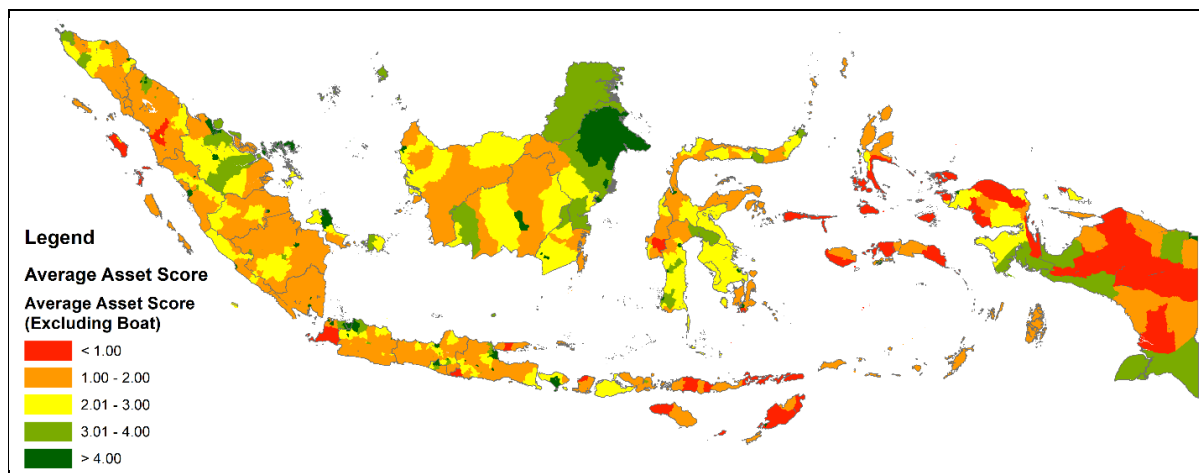 Legend
Average Asset Score
Average Asset Score
(Excluding Boat)
< 1.00
1.00 - 2.00
2.01 - 3.00
3.01 - 4.00
> 4.00